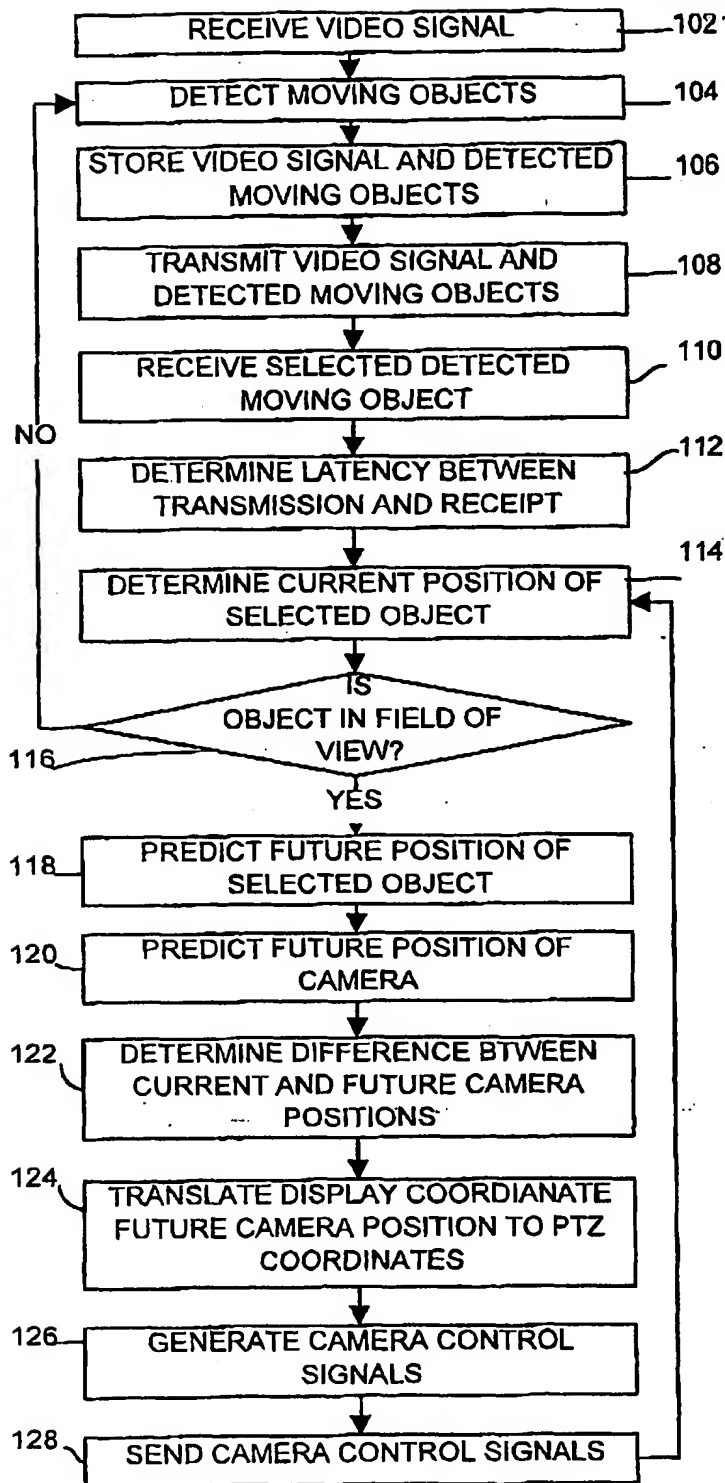 RECEIVE VIDEO SIGNAL
102
DETECT MOVING OBJECTS
104
STORE VIDEO SIGNAL AND DETECTED
MOVING OBJECTS
106
TRANSMIT VIDEO SIGNAL AND
DETECTED MOVING OBJECTS
108
RECEIVE SELECTED DETECTED
MOVING OBJECT
110
NO
DETERMINE LATENCY BETWEEN
TRANSMISSION AND RECEIPT
112
DETERMINE CURRENT POSITION OF
SELECTED OBJECT
114
IS
OBJECT IN FIELD OF
VIEW?
116
YES
118
PREDICT FUTURE POSITION OF
SELECTED OBJECT
120
PREDICT FUTURE POSITION OF
CAMERA
122
DETERMINE DIFFERENCE BTWEEN
CURRENT AND FUTURE CAMERA
POSITIONS
124
TRANSLATE DISPLAY COORDIANATE
FUTURE CAMERA POSITION TO PTZ
COORDINATES
126
GENERATE CAMERA CONTROL
SIGNALS
128
SEND CAMERA CONTROL SIGNALS